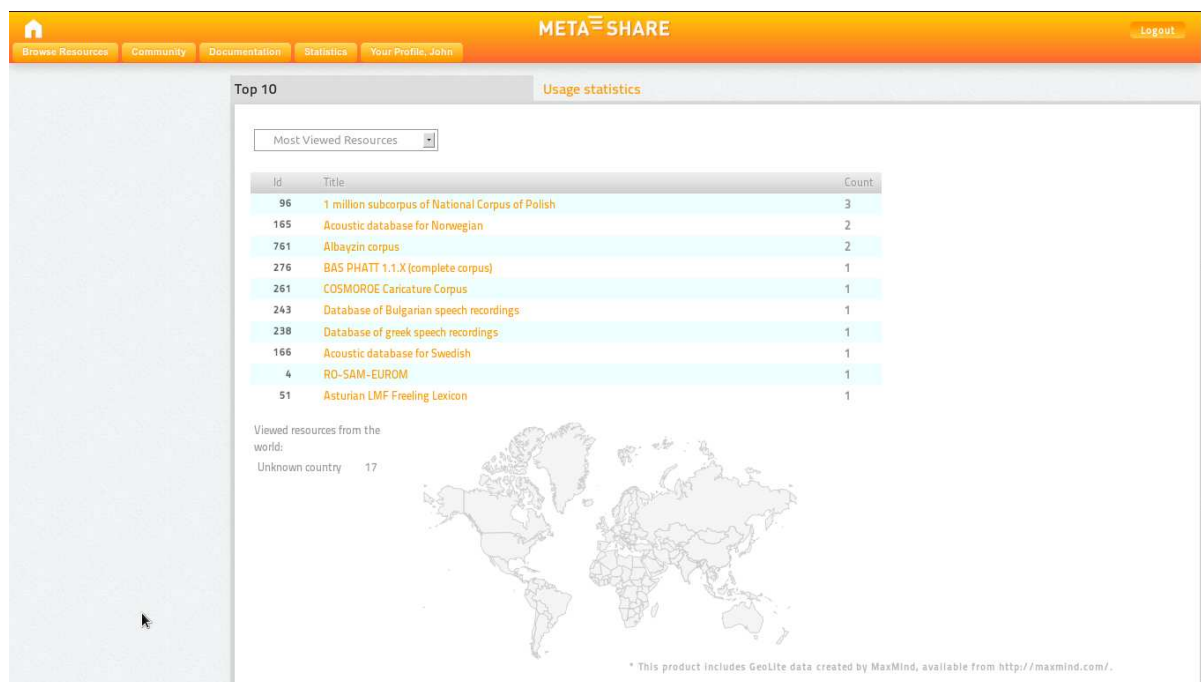 META SHARE
Logout
Browse Resources Community Documentation Statistics Your Profile, John
Top 10 Usage statistics
Most Viewed Resources
Id Title Count
96 1 million subcorpus of National Corpus of Polish 3
165 Acoustic database for Norwegian 2
761 Albayzin corpus 2
276 BAS PHATT 1.1.X (complete corpus) 1
261 COSMOROE Caricature Corpus 1
243 Database of Bulgarian speech recordings 1
238 Database of greek speech recordings 1
166 Acoustic database for Swedish 1
4 RO-SAM-EUROM 1
51 Asturian LMF Freeling Lexicon 1
Viewed resources from the
world:
Unknown country 17
* This product includes GeoLite data created by MaxMind, available from http://maxmind.com/.